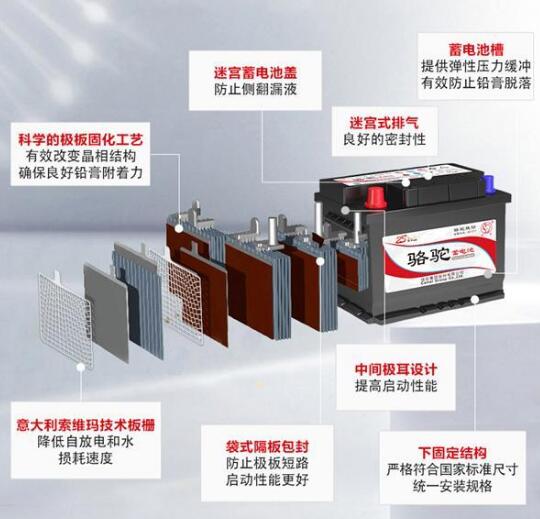 迷宫蓄电池盖
防止侧翻漏液
蓄电池槽
提供弹性压力缓冲
有效防止铅膏脱落
迷宫式排气
良好的密封性
科学的极板固化工艺
有效改变晶相结构
确保良好铅膏附着力
25
骆驼蓄电池
中间极耳设计
提高启动性能
意大利索维玛技术板栅
降低自放电和水
损耗速度
袋式隔板包封
防止极板短路
启动性能更好
下固定结构
严格符合国家标准尺寸
统一安装规格